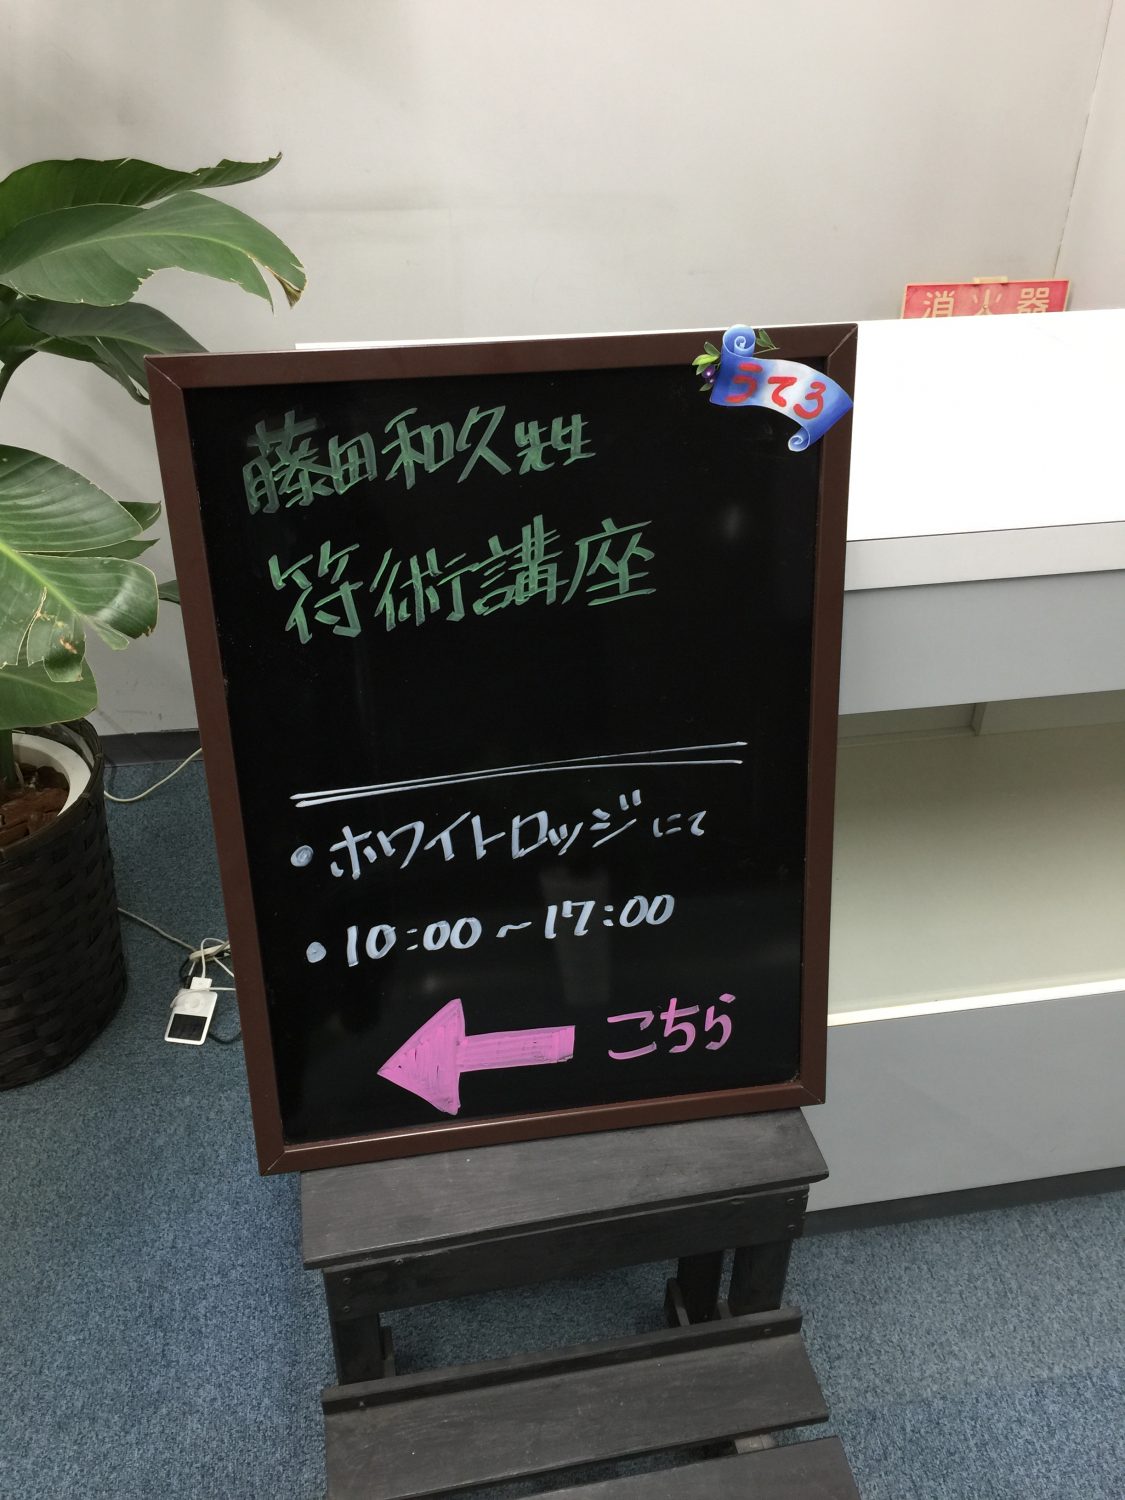 消火器
うてる
藤田和久先生
符術講座
・ホワイトロッジにて
・10:00～17:00
こちら